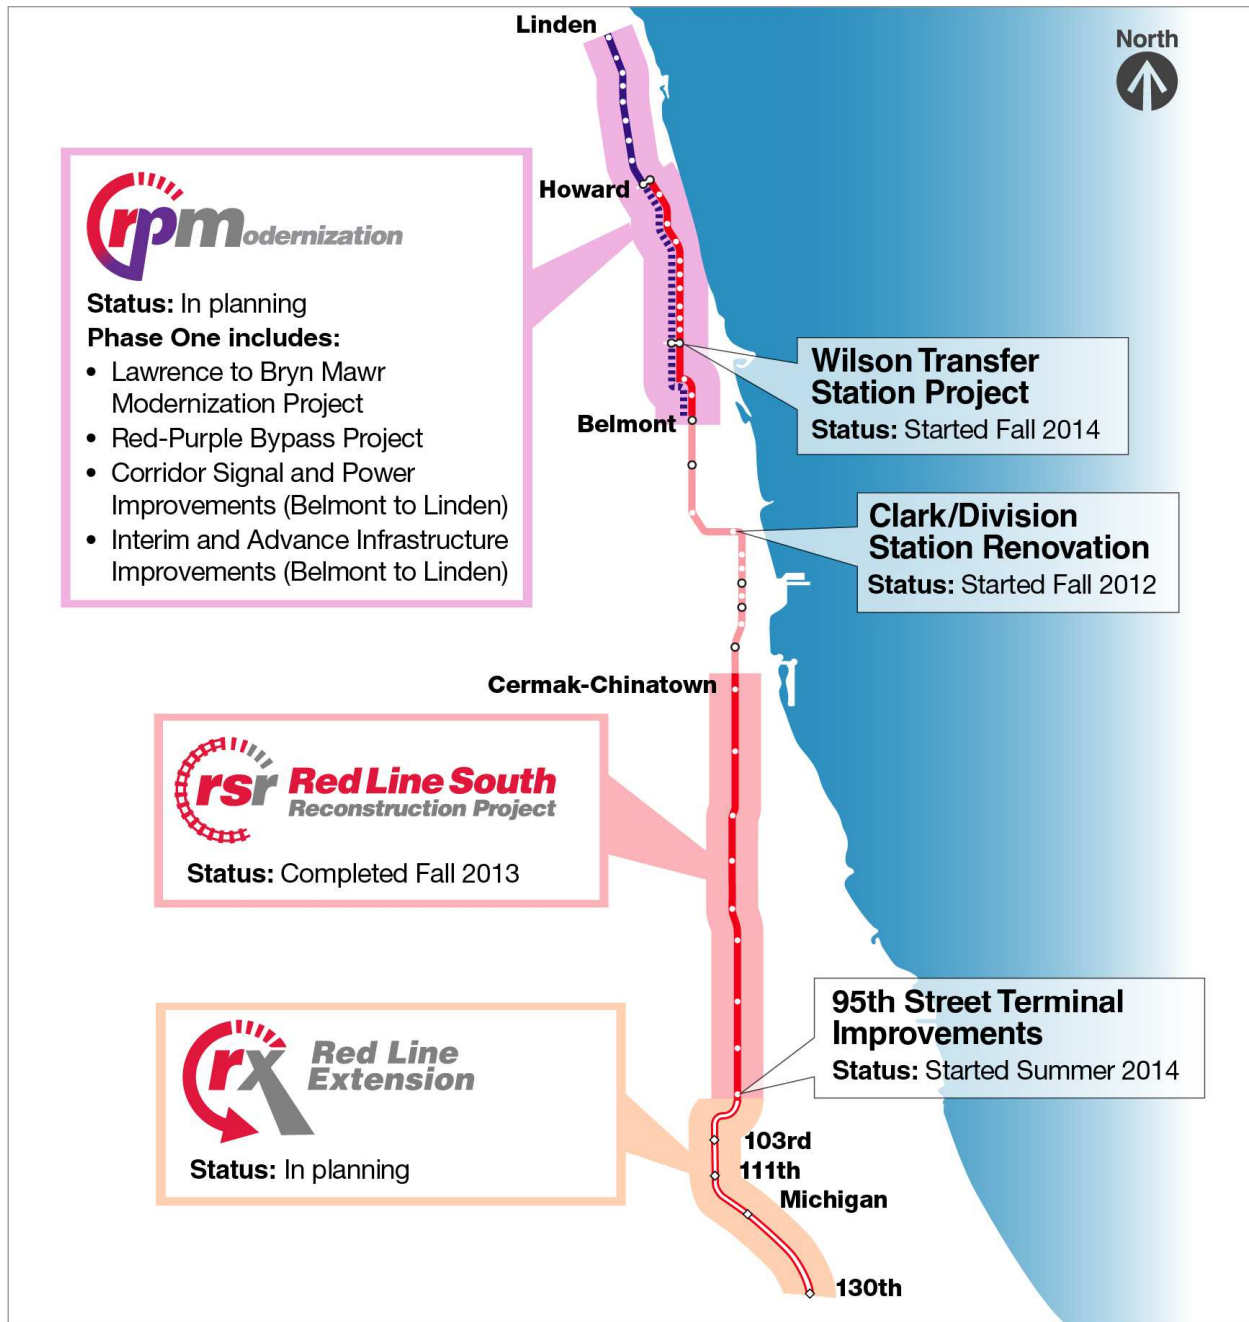 Linden
North
Howard
rpmodernization
Status: In planning
Phase One includes:
• Lawrence to Bryn Mawr
Modernization Project
• Red-Purple Bypass Project
• Corridor Signal and Power
Improvements (Belmont to Linden)
• Interim and Advance Infrastructure
Improvements (Belmont to Linden)
Wilson Transfer
Station Project
Status: Started Fall 2014
Belmont
Clark/Division
Station Renovation
Status: Started Fall 2012
Cermak-Chinatown
rsr Red Line South
Reconstruction Project
Status: Completed Fall 2013
95th Street Terminal
Improvements
Status: Started Summer 2014
rx Red Line
Extension
Status: In planning
103rd
111th
Michigan
130th